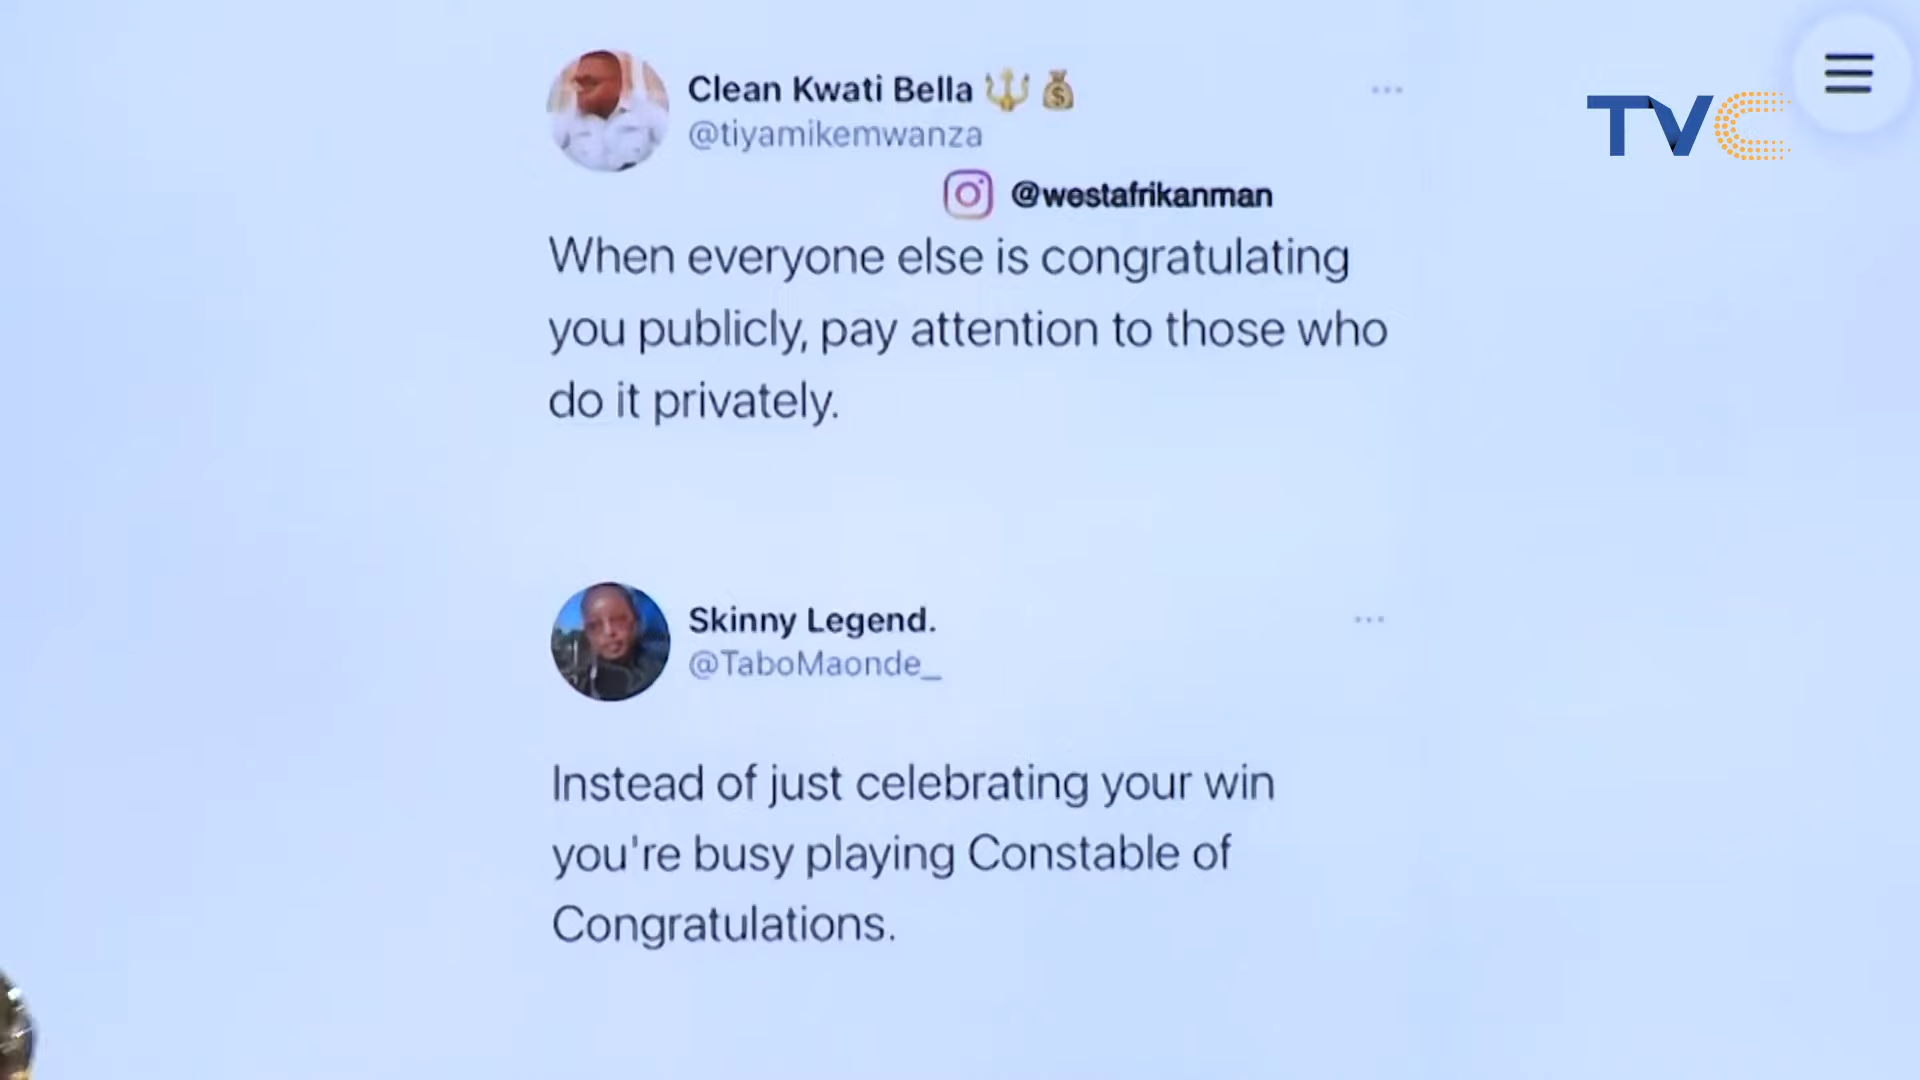 Clean Kwati Bella 🔱 💰
@tiyamikemwanza
TVC
@westafrikanman
When everyone else is congratulating
you publicly, pay attention to those who
do it privately.
Skinny Legend.
@TaboMaonde_
Instead of just celebrating your win
you're busy playing Constable of
Congratulations.